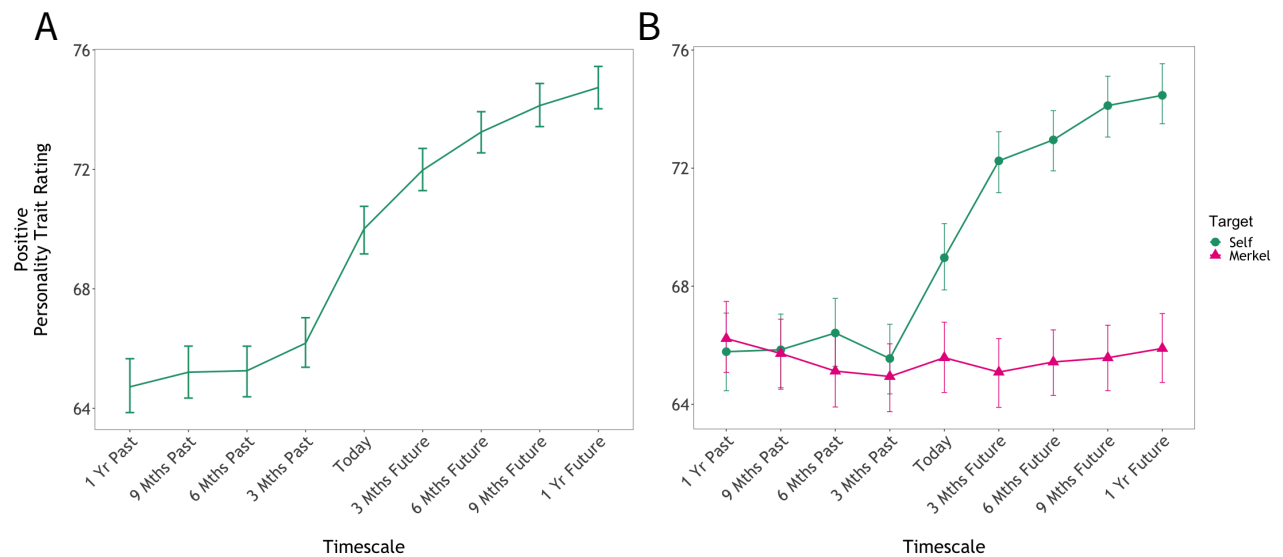 A
Positive
Personality Trait Rating
76
72
68
64
1 Yr Past
9 Mths Past
6 Mths Past
3 Mths Past
Today
3 Mths Future
6 Mths Future
9 Mths Future
1 Yr Future
Timescale
B
76
72
68
64
1 Yr Past
9 Mths Past
6 Mths Past
3 Mths Past
Today
3 Mths Future
6 Mths Future
9 Mths Future
1 Yr Future
Timescale
Target
Self
Merkel